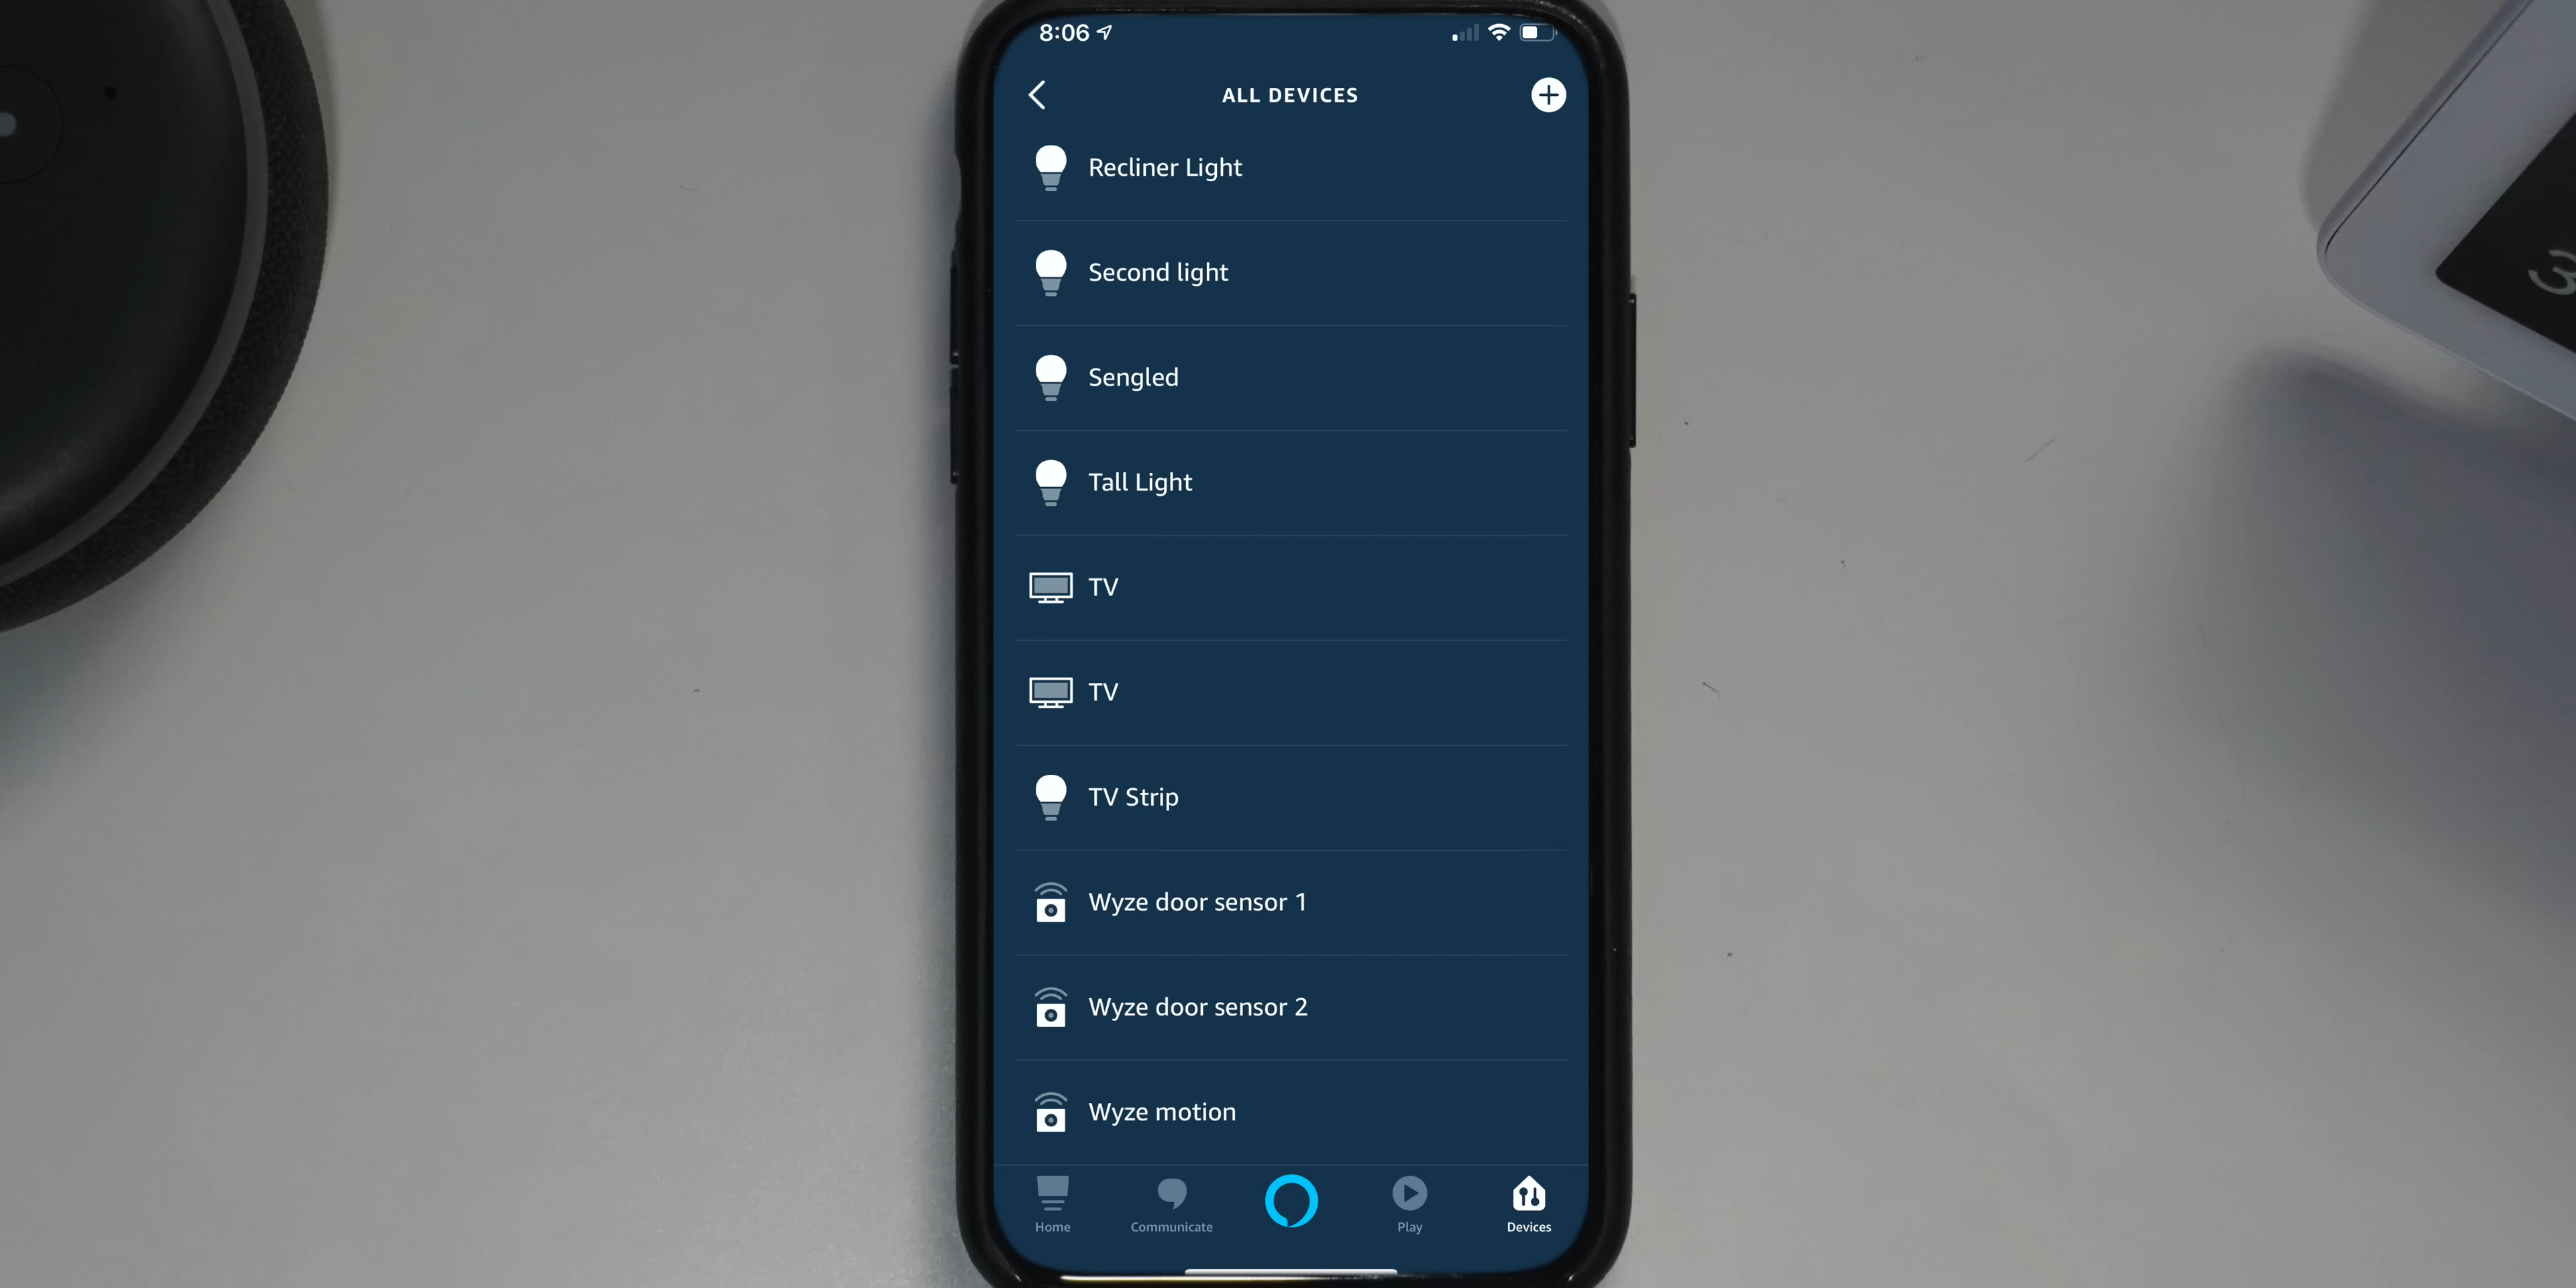 8:06
ALL DEVICES
Recliner Light
Second light
Sengled
Tall Light
TV
TV
TV Strip
Wyze door sensor 1
Wyze door sensor 2
Wyze motion
Home
Communicate
Play
Devices
3